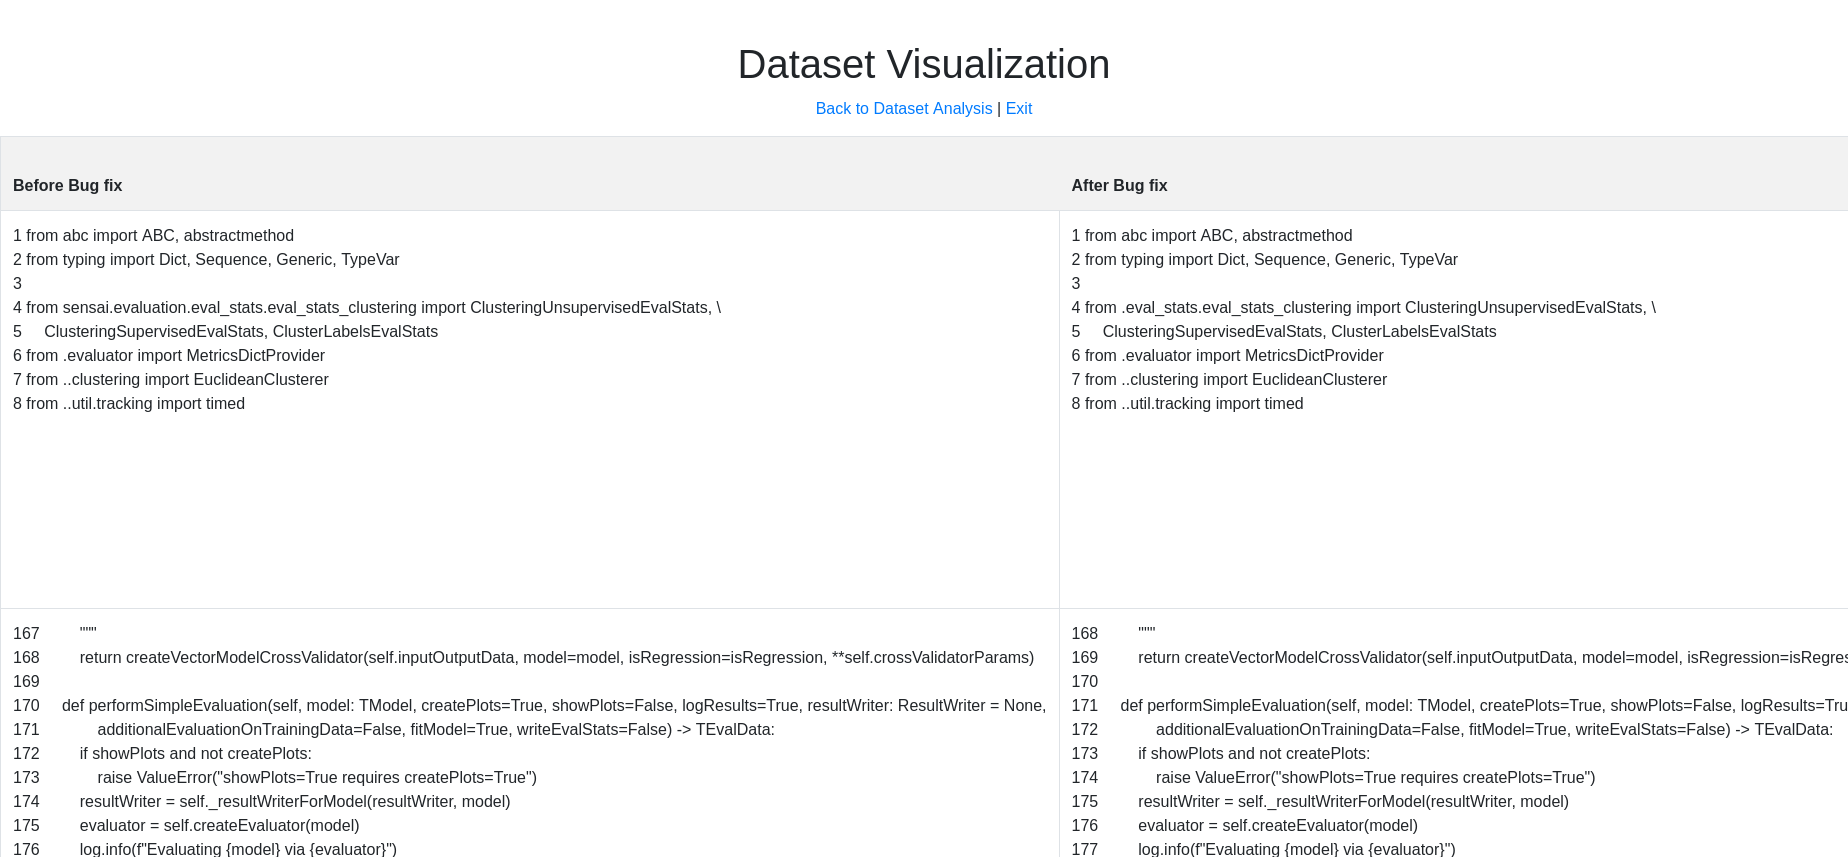 Dataset Visualization
Back to Dataset Analysis | Exit
Before Bug fix
After Bug fix
1 from abc import ABC, abstractmethod
2 from typing import Dict, Sequence, Generic, TypeVar
3
4 from sensai.evaluation.eval_stats.eval_stats_clustering import ClusteringUnsupervisedEvalStats, \
5     ClusteringSupervisedEvalStats, ClusterLabelsEvalStats
6 from .evaluator import MetricsDictProvider
7 from ..clustering import EuclideanClusterer
8 from ..util.tracking import timed
1 from abc import ABC, abstractmethod
2 from typing import Dict, Sequence, Generic, TypeVar
3
4 from .eval_stats.eval_stats_clustering import ClusteringUnsupervisedEvalStats, \
5     ClusteringSupervisedEvalStats, ClusterLabelsEvalStats
6 from .evaluator import MetricsDictProvider
7 from ..clustering import EuclideanClusterer
8 from ..util.tracking import timed
167         """
168         return createVectorModelCrossValidator(self.inputOutputData, model=model, isRegression=isRegression, **self.crossValidatorParams)
169
170     def performSimpleEvaluation(self, model: TModel, createPlots=True, showPlots=False, logResults=True, resultWriter: ResultWriter = None,
171             additionalEvaluationOnTrainingData=False, fitModel=True, writeEvalStats=False) -> TEvalData:
172         if showPlots and not createPlots:
173             raise ValueError("showPlots=True requires createPlots=True")
174         resultWriter = self._resultWriterForModel(resultWriter, model)
175         evaluator = self.createEvaluator(model)
176         log.info(f"Evaluating {model} via {evaluator}")
168         """
169         return createVectorModelCrossValidator(self.inputOutputData, model=model, isRegression=isRegres
170
171     def performSimpleEvaluation(self, model: TModel, createPlots=True, showPlots=False, logResults=Tru
172             additionalEvaluationOnTrainingData=False, fitModel=True, writeEvalStats=False) -> TEvalData:
173         if showPlots and not createPlots:
174             raise ValueError("showPlots=True requires createPlots=True")
175         resultWriter = self._resultWriterForModel(resultWriter, model)
176         evaluator = self.createEvaluator(model)
177         log.info(f"Evaluating {model} via {evaluator}")